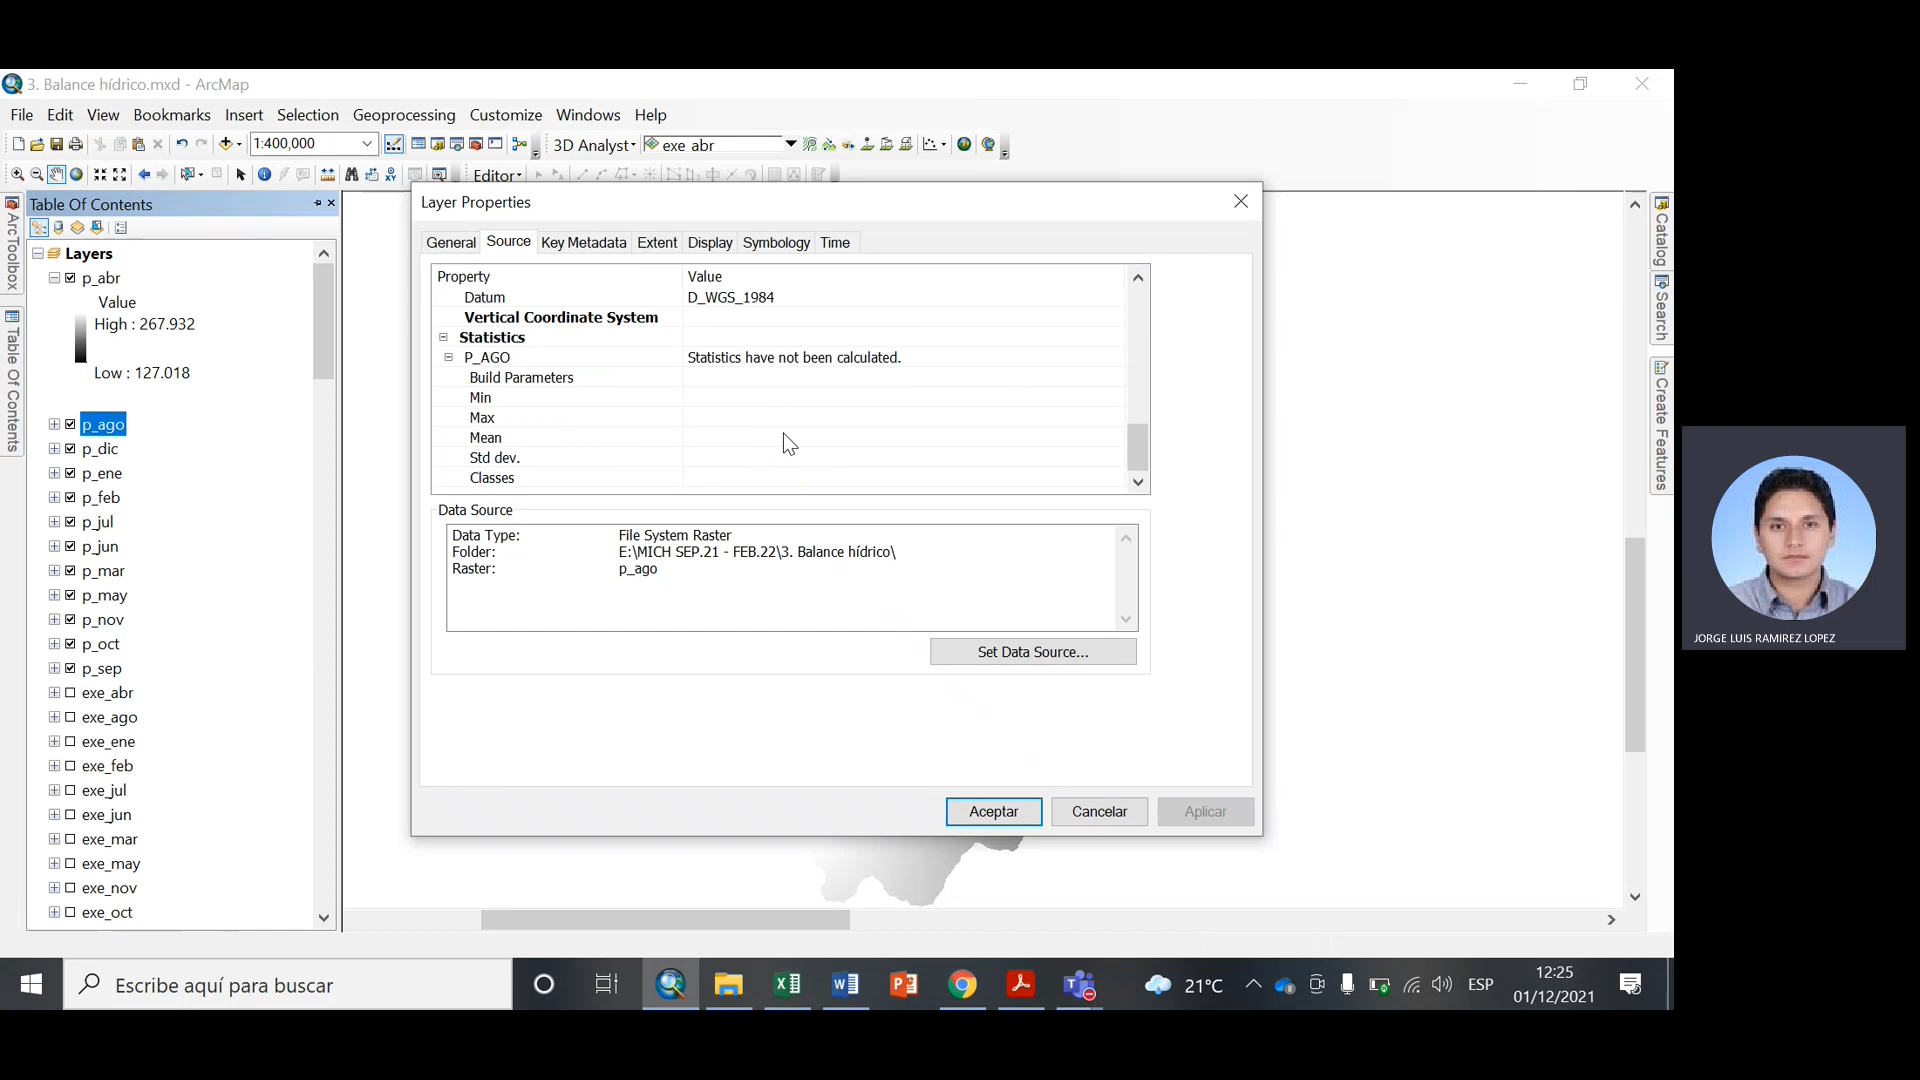 3. Balance hídrico.mxd - ArcMap
File Edit View Bookmarks Insert Selection Geoprocessing Customize Windows Help
1:400,000
3D Analyst
exe abr
Editor
Table Of Contents
Layers
p_abr
Value
High : 267.932
Low : 127.018
p_ago
p_dic
p_ene
p_feb
p_jul
p_jun
p_mar
p_may
p_nov
p_oct
p_sep
exe_abr
exe_ago
exe_ene
exe_feb
exe_jul
exe_jun
exe_mar
exe_may
exe_nov
exe_oct
ArcToolbox
Table Of Contents
Layer Properties
General Source Key Metadata Extent Display Symbology Time
Property Value
Datum D_WGS_1984
Vertical Coordinate System
Statistics
P_AGO Statistics have not been calculated.
Build Parameters
Min
Max
Mean
Std dev.
Classes
Data Source
Data Type: File System Raster
Folder: E:\MICH SEP.21 - FEB.22\3. Balance hídrico\
Raster: p_ago
Set Data Source...
Aceptar Cancelar Aplicar
Catalog
Search
Create Features
JORGE LUIS RAMIREZ LOPEZ
Escribe aquí para buscar
21°C
ESP
12:25
01/12/2021